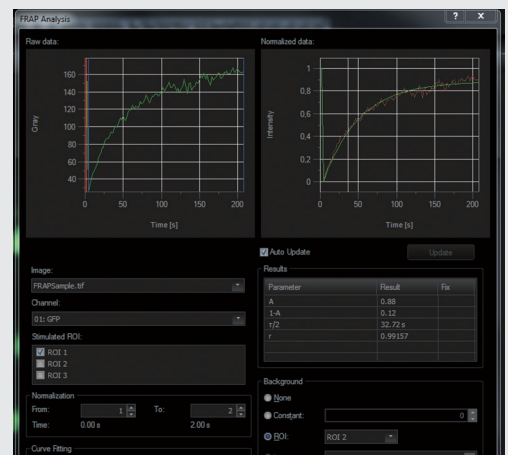 FRAP Analysis
? X
Raw data:
Normalized data:
160
140
120
100
80
60
40
Gray
0 50 100 150 200
Time [s]
1
0,8
0,6
0,4
0,2
0
Intensity
0 50 100 150 200
Time [s]
Auto Update
Update
Image:
FRAPSample.tif
Channel:
01: GFP
Stimulated ROI:
ROI 1
ROI 2
ROI 3
Normalization
From: 1 To: 2
Time: 0.00 s 2.00 s
Curve Fitting
Results
Parameter Result Fix
A 0.88
1-A 0.12
τ/2 32.72 s
r 0.99157
Background
None
Constant: 0
ROI: ROI 2